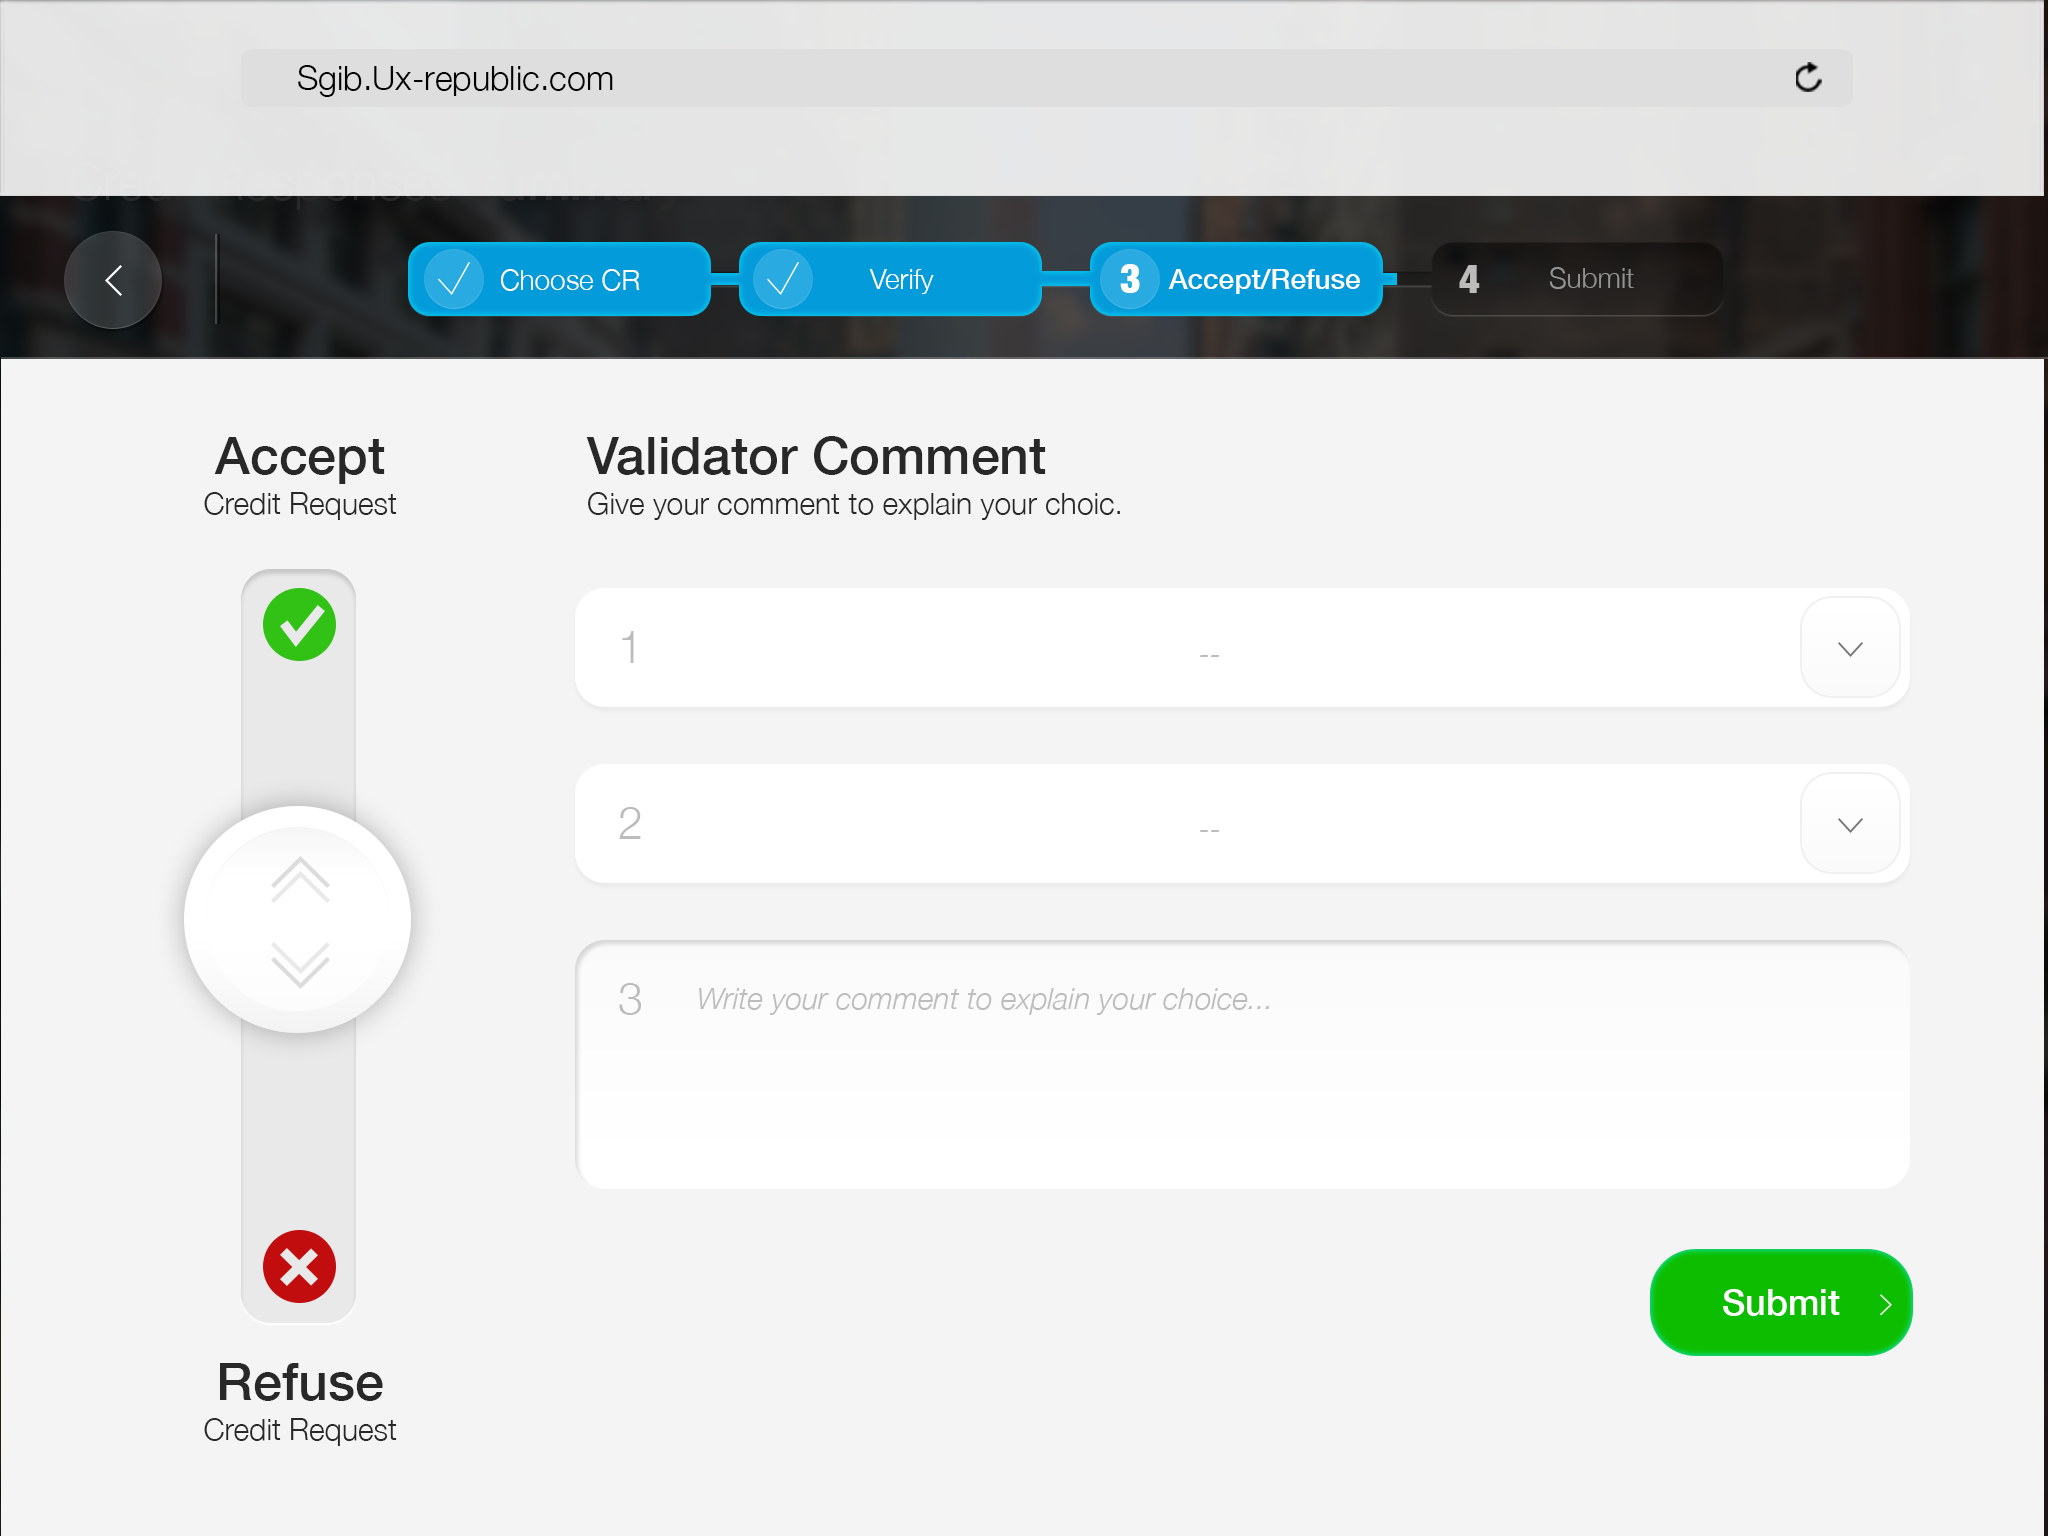 Sgib.Ux-republic.com
Choose CR
Verify
3 Accept/Refuse
4 Submit
Accept
Credit Request
Validator Comment
Give your comment to explain your choic.
1 --
2 --
3 Write your comment to explain your choice...
Submit
Refuse
Credit Request